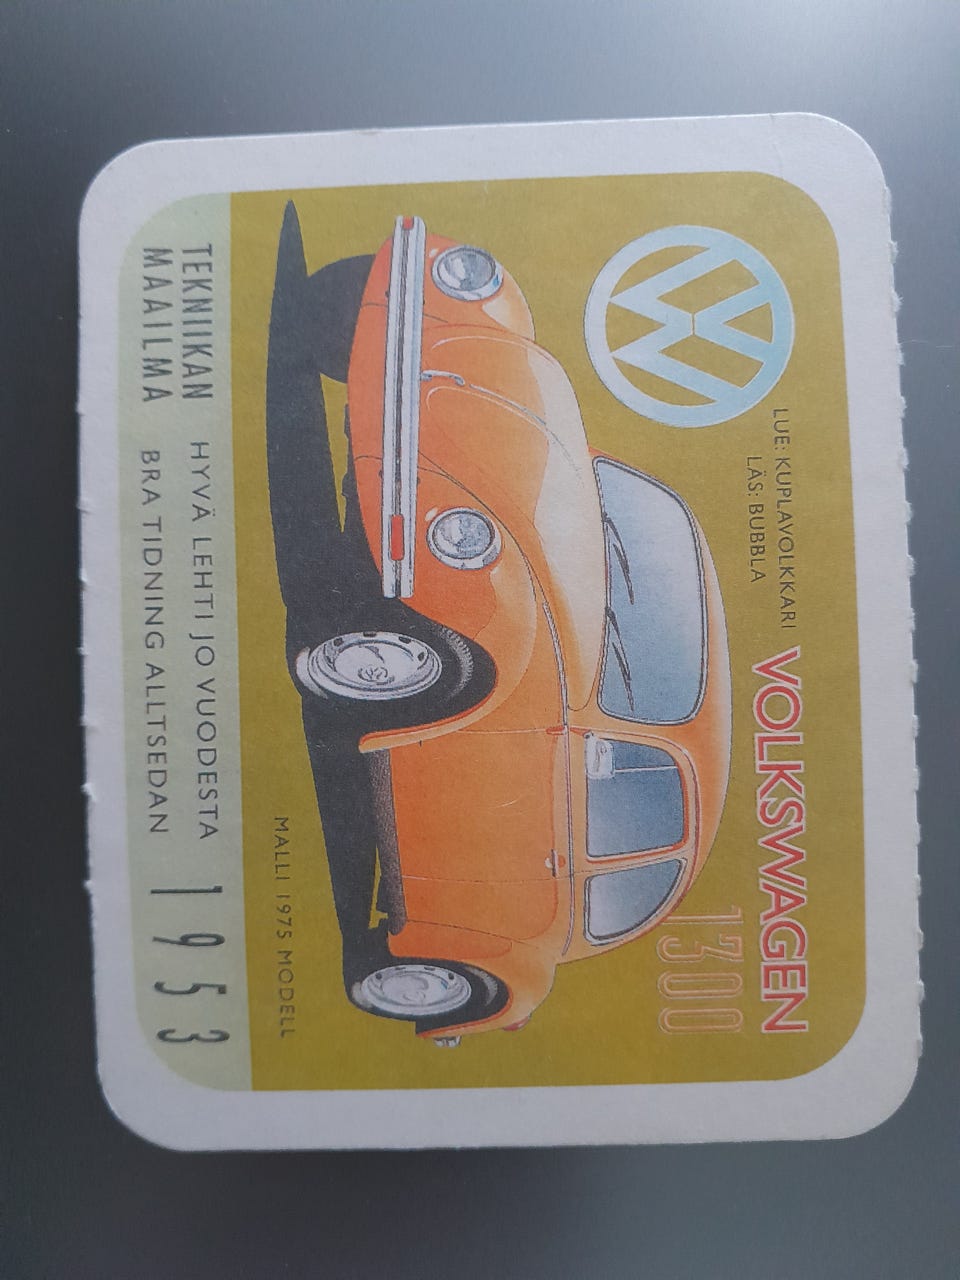 LUE: KUPLAVOLKKARI
LÄS: BUBBLA
VOLKSWAGEN
1300
MALLI 1975 MODELL
TEKNIIKAN
MAAILMA
HYVÄ LEHTI JO VUODESTA
BRA TIDNING ALLTSEDAN
1953